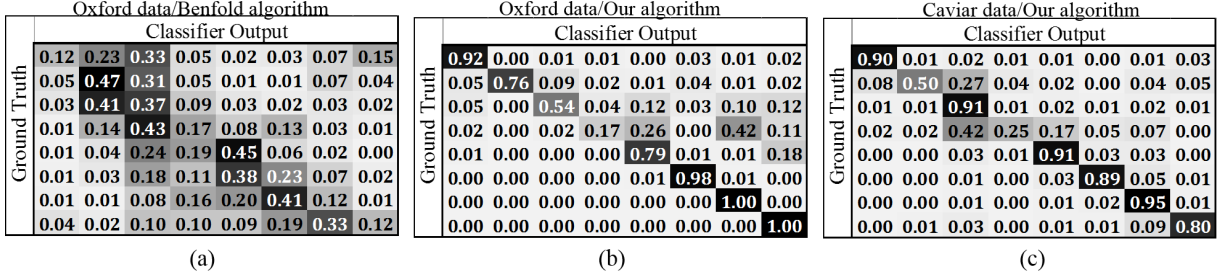 Oxford data/Benfold algorithm
Classifier Output
Ground Truth
0.12 0.23 0.33 0.05 0.02 0.03 0.07 0.15
0.05 0.47 0.31 0.05 0.01 0.01 0.07 0.04
0.03 0.41 0.37 0.09 0.03 0.02 0.03 0.02
0.01 0.14 0.43 0.17 0.08 0.13 0.03 0.01
0.01 0.04 0.24 0.19 0.45 0.06 0.02 0.00
0.01 0.03 0.18 0.11 0.38 0.23 0.07 0.02
0.01 0.01 0.08 0.16 0.20 0.41 0.12 0.01
0.04 0.02 0.10 0.10 0.09 0.19 0.33 0.12
(a)
Oxford data/Our algorithm
Classifier Output
Ground Truth
0.92 0.00 0.01 0.01 0.00 0.03 0.01 0.02
0.05 0.76 0.09 0.02 0.01 0.04 0.01 0.02
0.05 0.00 0.54 0.04 0.12 0.03 0.10 0.12
0.02 0.00 0.02 0.17 0.26 0.00 0.42 0.11
0.01 0.00 0.00 0.00 0.79 0.01 0.01 0.18
0.00 0.00 0.00 0.00 0.01 0.98 0.01 0.00
0.00 0.00 0.00 0.00 0.00 0.00 1.00 0.00
0.00 0.00 0.00 0.00 0.00 0.00 0.00 1.00
(b)
Caviar data/Our algorithm
Classifier Output
Ground Truth
0.90 0.01 0.02 0.01 0.01 0.00 0.01 0.03
0.08 0.50 0.27 0.04 0.02 0.00 0.04 0.05
0.01 0.01 0.91 0.01 0.02 0.01 0.02 0.01
0.02 0.02 0.42 0.25 0.17 0.05 0.07 0.00
0.00 0.00 0.03 0.01 0.91 0.03 0.03 0.00
0.00 0.01 0.01 0.00 0.03 0.89 0.05 0.01
0.00 0.00 0.01 0.00 0.01 0.02 0.95 0.01
0.00 0.01 0.03 0.00 0.01 0.01 0.09 0.80
(c)